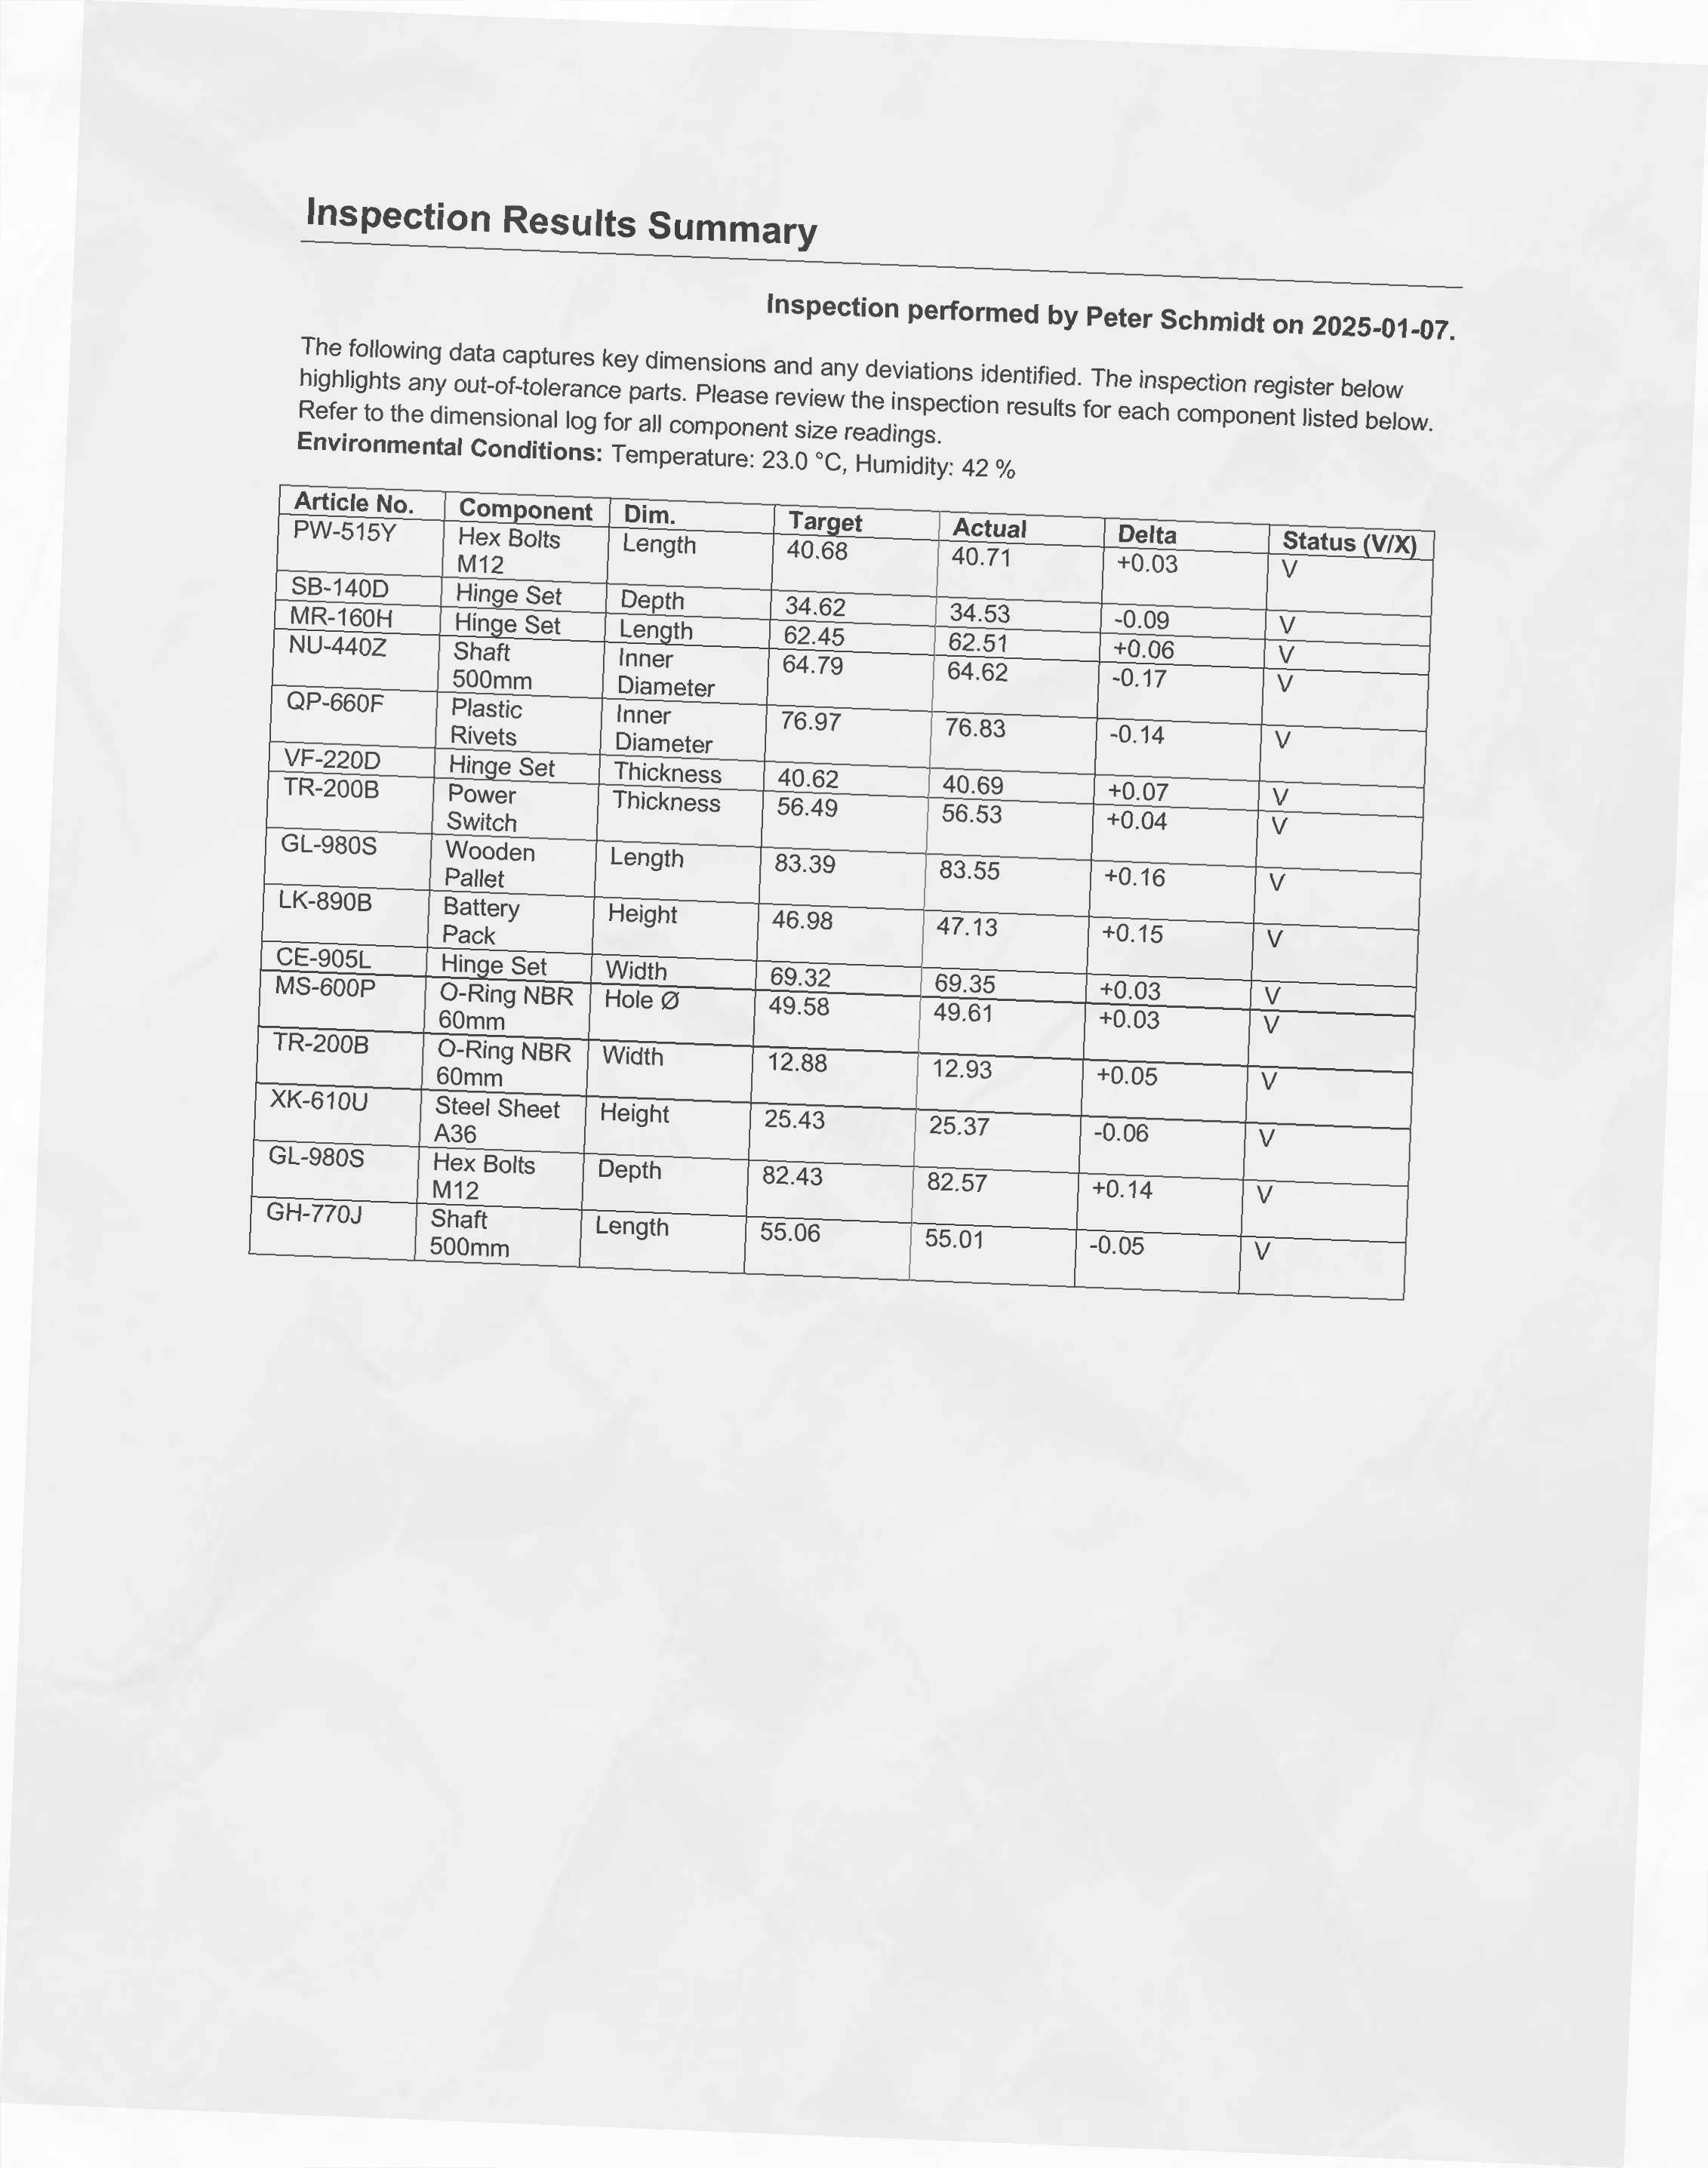 Inspection Results Summary
Inspection performed by Peter Schmidt on 2025-01-07.
The following data captures key dimensions and any deviations identified. The inspection register below
highlights any out-of-tolerance parts. Please review the inspection results for each component listed below.
Refer to the dimensional log for all component size readings.
Environmental Conditions: Temperature: 23.0 °C, Humidity: 42 %
Article No. Component Dim. Target Actual Delta Status (V/X)
PW-515Y Hex Bolts M12 Length 40.68 40.71 +0.03 V
SB-140D Hinge Set Depth 34.62 34.53 -0.09 V
MR-160H Hinge Set Length 62.45 62.51 +0.06 V
NU-440Z Shaft 500mm Inner Diameter 64.79 64.62 -0.17 V
QP-660F Plastic Rivets Inner Diameter 76.97 76.83 -0.14 V
VF-220D Hinge Set Thickness 40.62 40.69 +0.07 V
TR-200B Power Switch Thickness 56.49 56.53 +0.04 V
GL-980S Wooden Pallet Length 83.39 83.55 +0.16 V
LK-890B Battery Pack Height 46.98 47.13 +0.15 V
CE-905L Hinge Set Width 69.32 69.35 +0.03 V
MS-600P O-Ring NBR 60mm Hole Ø 49.58 49.61 +0.03 V
TR-200B O-Ring NBR 60mm Width 12.88 12.93 +0.05 V
XK-610U Steel Sheet A36 Height 25.43 25.37 -0.06 V
GL-980S Hex Bolts M12 Depth 82.43 82.57 +0.14 V
GH-770J Shaft 500mm Length 55.06 55.01 -0.05 V